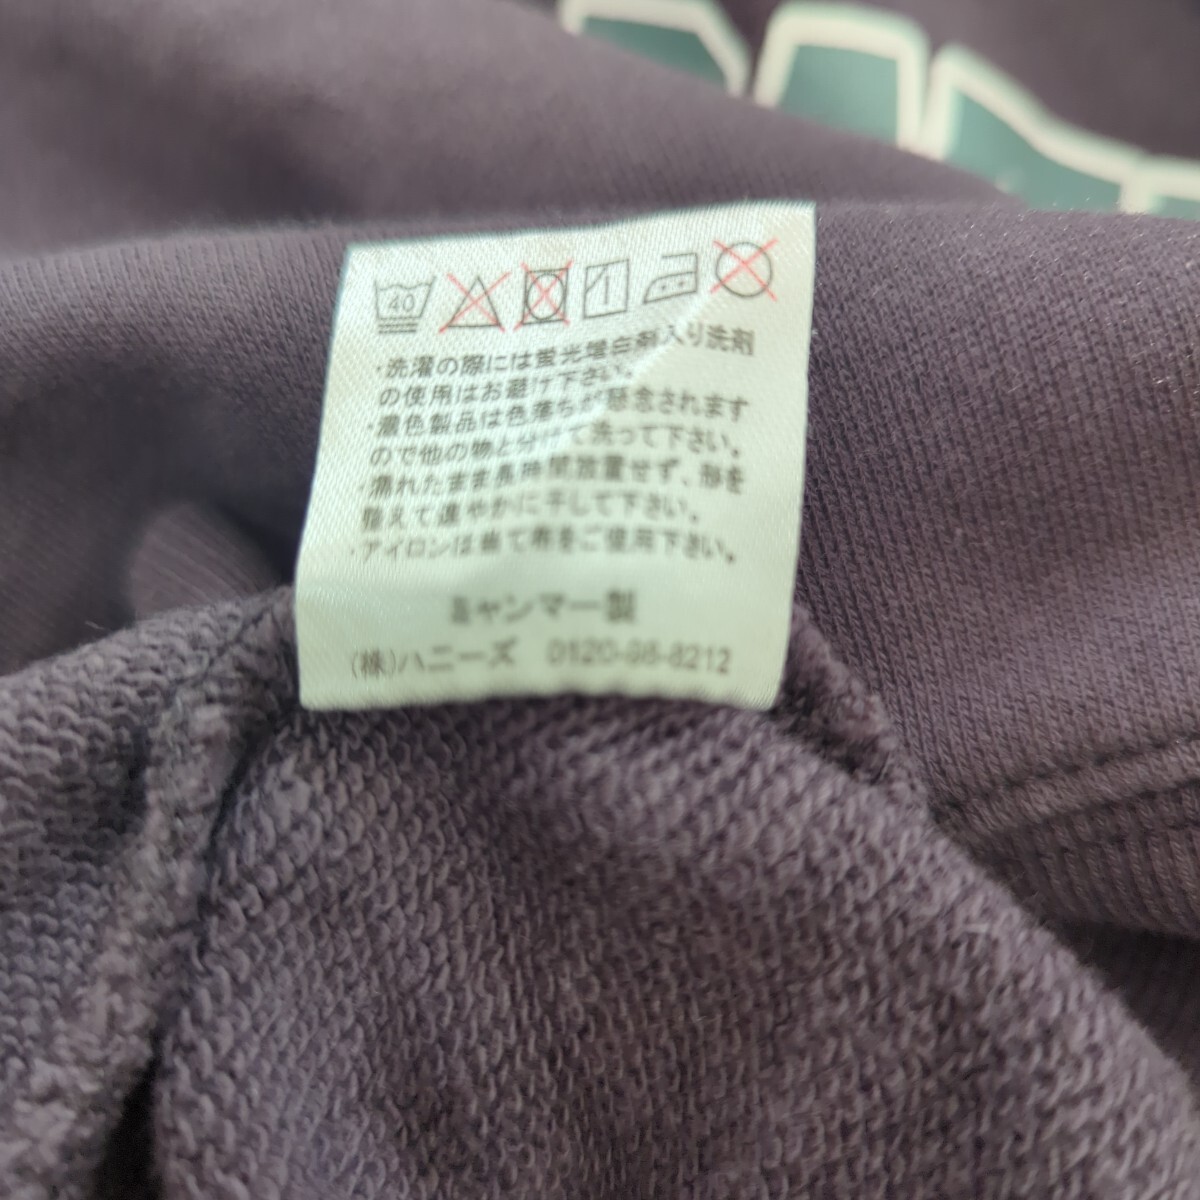 40
・洗濯の際には蛍光増白剤入り洗剤
の使用はお避け下さい。
・濃色製品は色落ちが懸念されます
ので他の物と分けて洗って下さい。
・濡れたまま長時間放置せず、形を
整えて速やかに干して下さい。
・アイロンは当て布をご使用下さい。
ミャンマー製
(株)ハニーズ 0120-98-8212